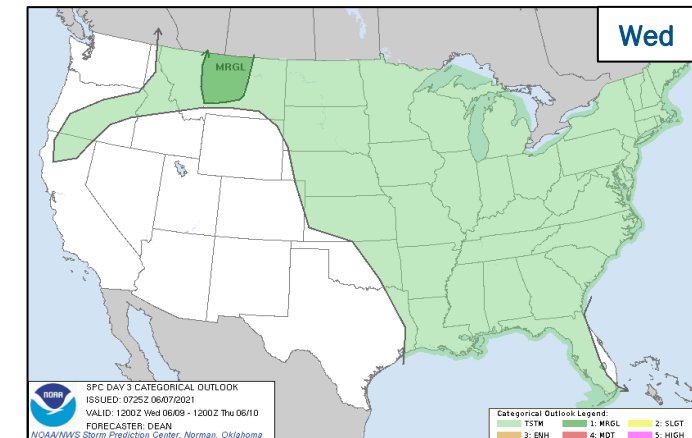 Wed
MRGL
NOAA
SPC DAY 3 CATEGORICAL OUTLOOK
ISSUED: 0725Z 06/07/2021
VALID: 1200Z Wed 06/09 - 1200Z Thu 06/10
FORECASTER: DEAN
NOAA/NWS Storm Prediction Center, Norman, Oklahoma
Categorical Outlook Legend:
TSTM 1: MRGL 2: SLGT
3: ENH 4: MDT 5: HIGH